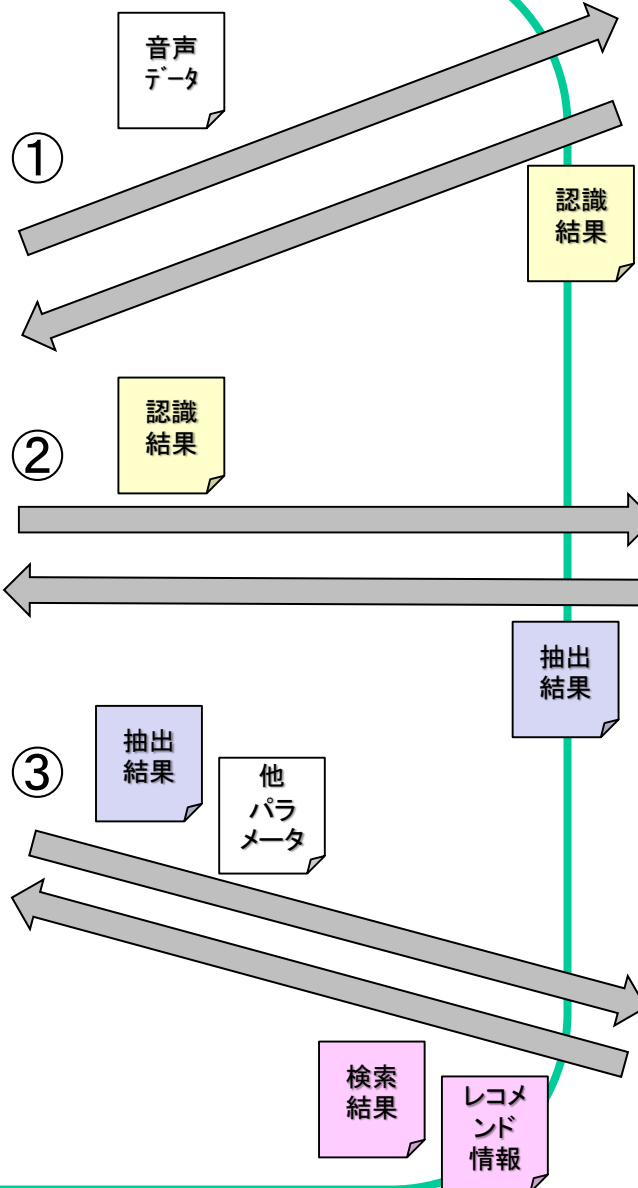 音声
データ
①
認識
結果
認識
結果
②
抽出
結果
抽出
結果
③
他
パラ
メータ
検索
結果
レコメ
ンド
情報